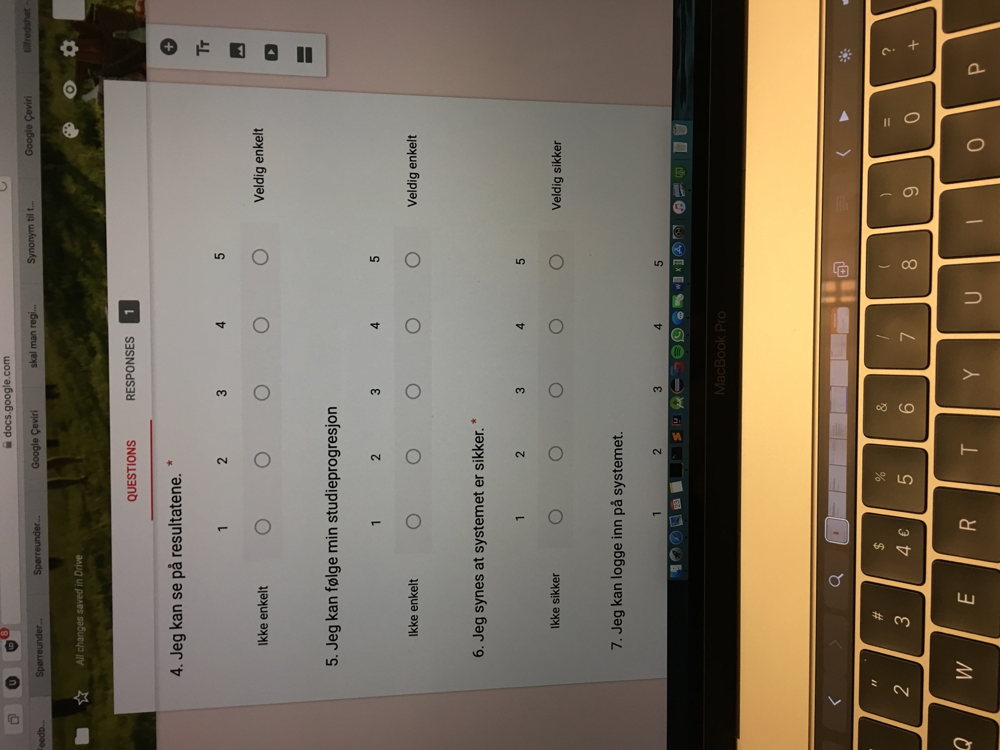 docs.google.com
8
Feedb...
Spørreunder...
Spørreunder...
Google Çeviri
skal man regi...
Synonym til t...
Google Çeviri
tilfredshet -
All changes saved in Drive
QUESTIONS RESPONSES 1
4. Jeg kan se på resultatene. *
1 2 3 4 5
Ikke enkelt Veldig enkelt
5. Jeg kan følge min studieprogresjon
1 2 3 4 5
Ikke enkelt Veldig enkelt
6. Jeg synes at systemet er sikker. *
1 2 3 4 5
Ikke sikker Veldig sikker
7. Jeg kan logge inn på systemet.
1 2 3 4 5
Tт
23
MacBook Pro
" # $ % & / ( ) = ?
2 3 4 € 5 6 7 8 9 0 +
Q W E R T Y U I O P